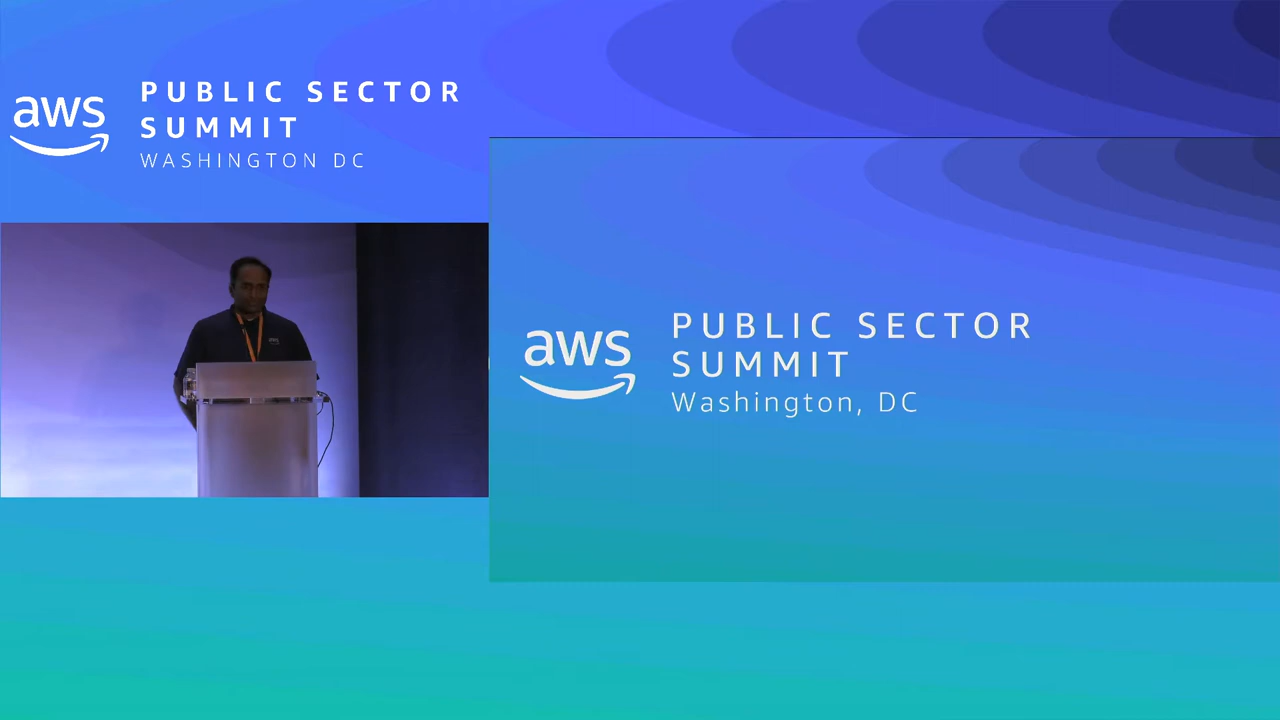 aws
PUBLIC SECTOR
SUMMIT
WASHINGTON DC
aws
PUBLIC SECTOR
SUMMIT
Washington, DC